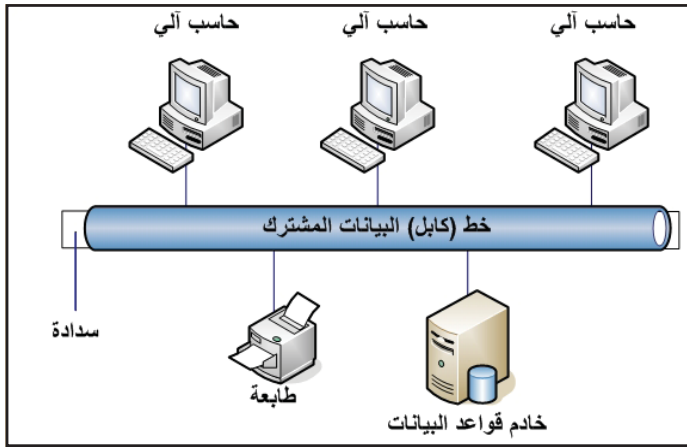 حاسب آلي
حاسب آلي
حاسب آلي
خط (كابل) البيانات المشترك
سدادة
طابعة
خادم قواعد البيانات